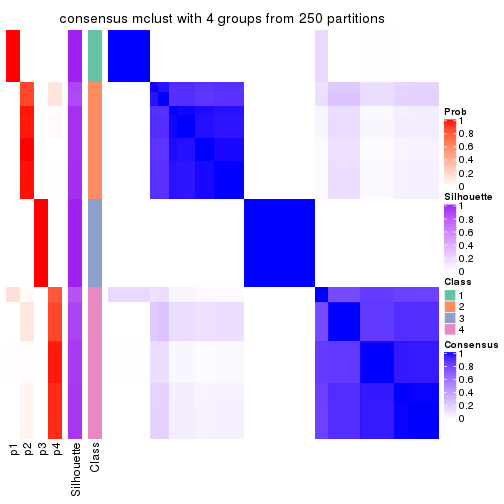 consensus mclust with 4 groups from 250 partitions
Prob
1
0.8
0.6
0.4
0.2
0
Silhouette
1
0.8
0.6
0.4
0.2
0
Class
1
2
3
4
Consensus
1
0.8
0.6
0.4
0.2
0
p1
p2
p3
p4
Silhouette
Class